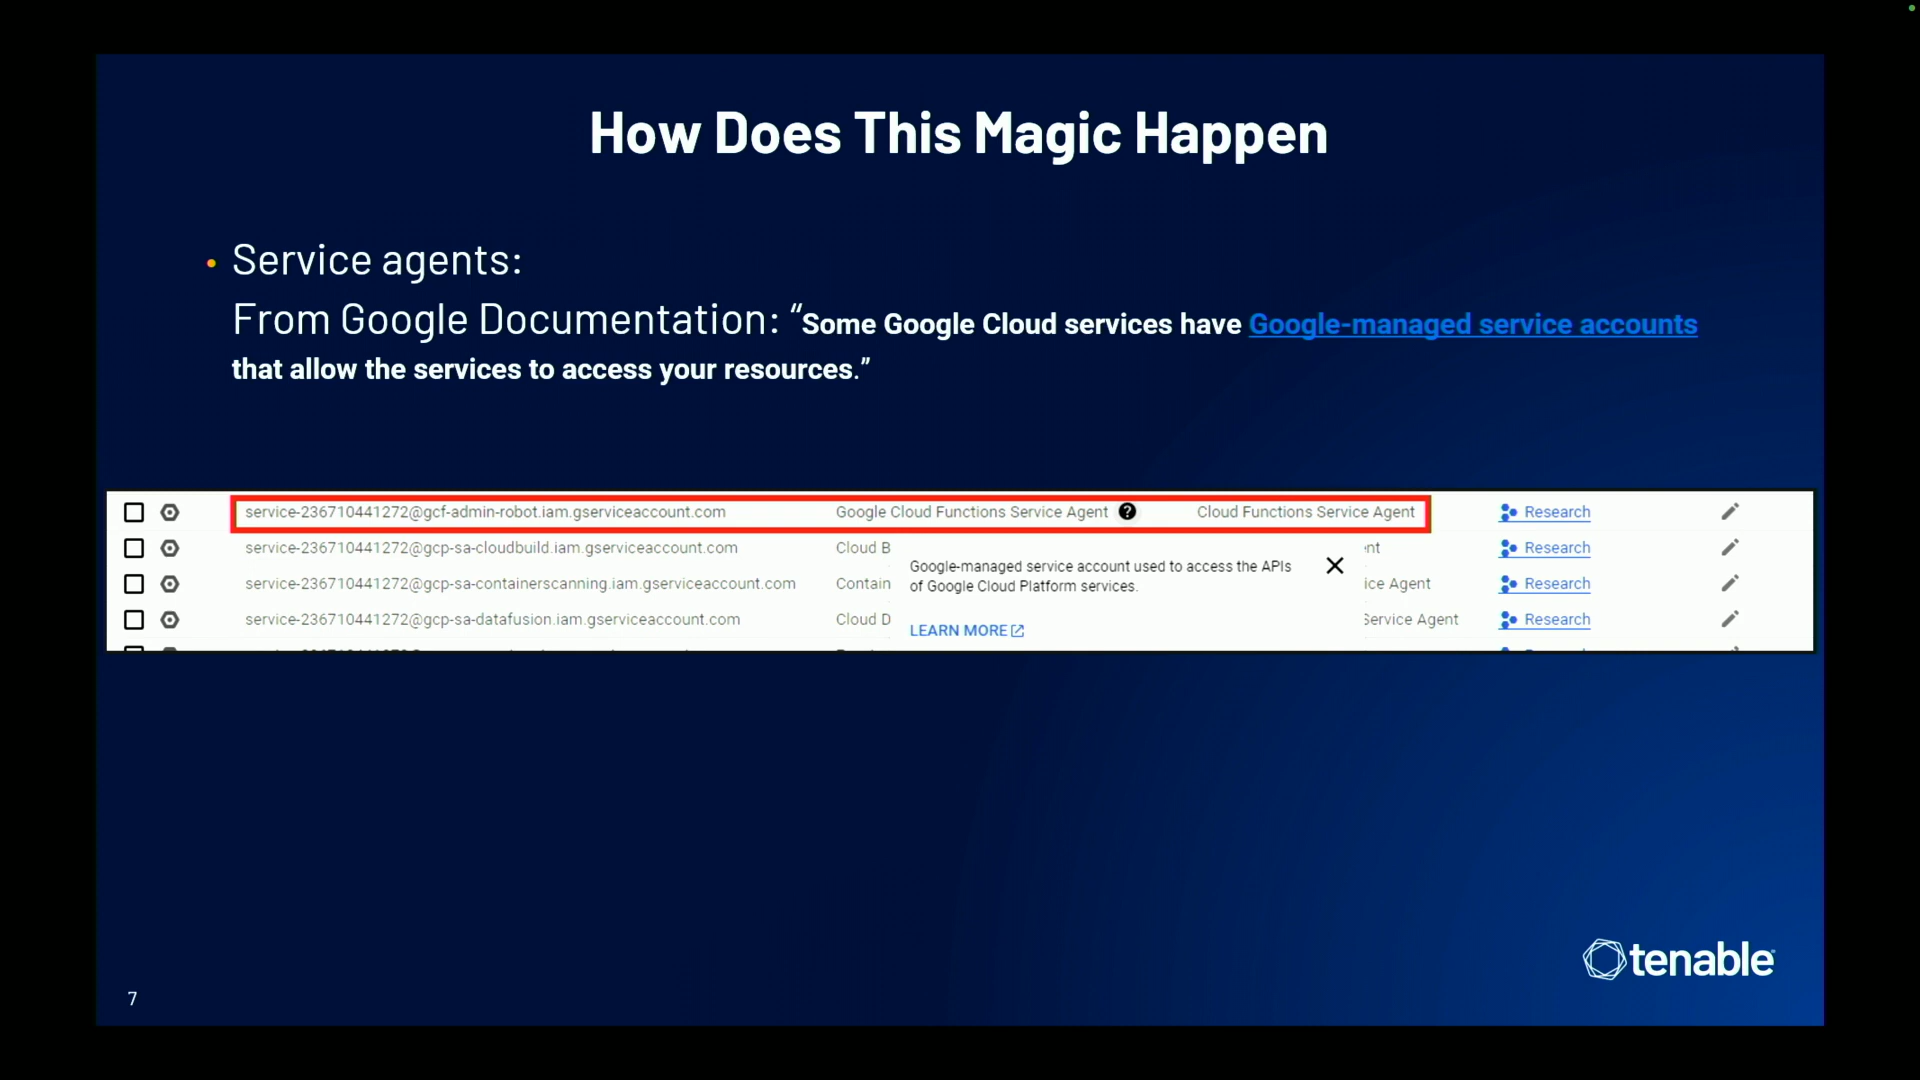 How Does This Magic Happen
• Service agents:
From Google Documentation: “Some Google Cloud services have Google-managed service accounts
that allow the services to access your resources.”
service-236710441272@gcf-admin-robot.iam.gserviceaccount.com Google Cloud Functions Service Agent ? Cloud Functions Service Agent Research
service-236710441272@gcp-sa-cloudbuild.iam.gserviceaccount.com Cloud B nt Research
Google-managed service account used to access the APIs
of Google Cloud Platform services.
service-236710441272@gcp-sa-containerscanning.iam.gserviceaccount.com Contain ice Agent Research
service-236710441272@gcp-sa-datafusion.iam.gserviceaccount.com Cloud D Service Agent Research
LEARN MORE
tenable
7